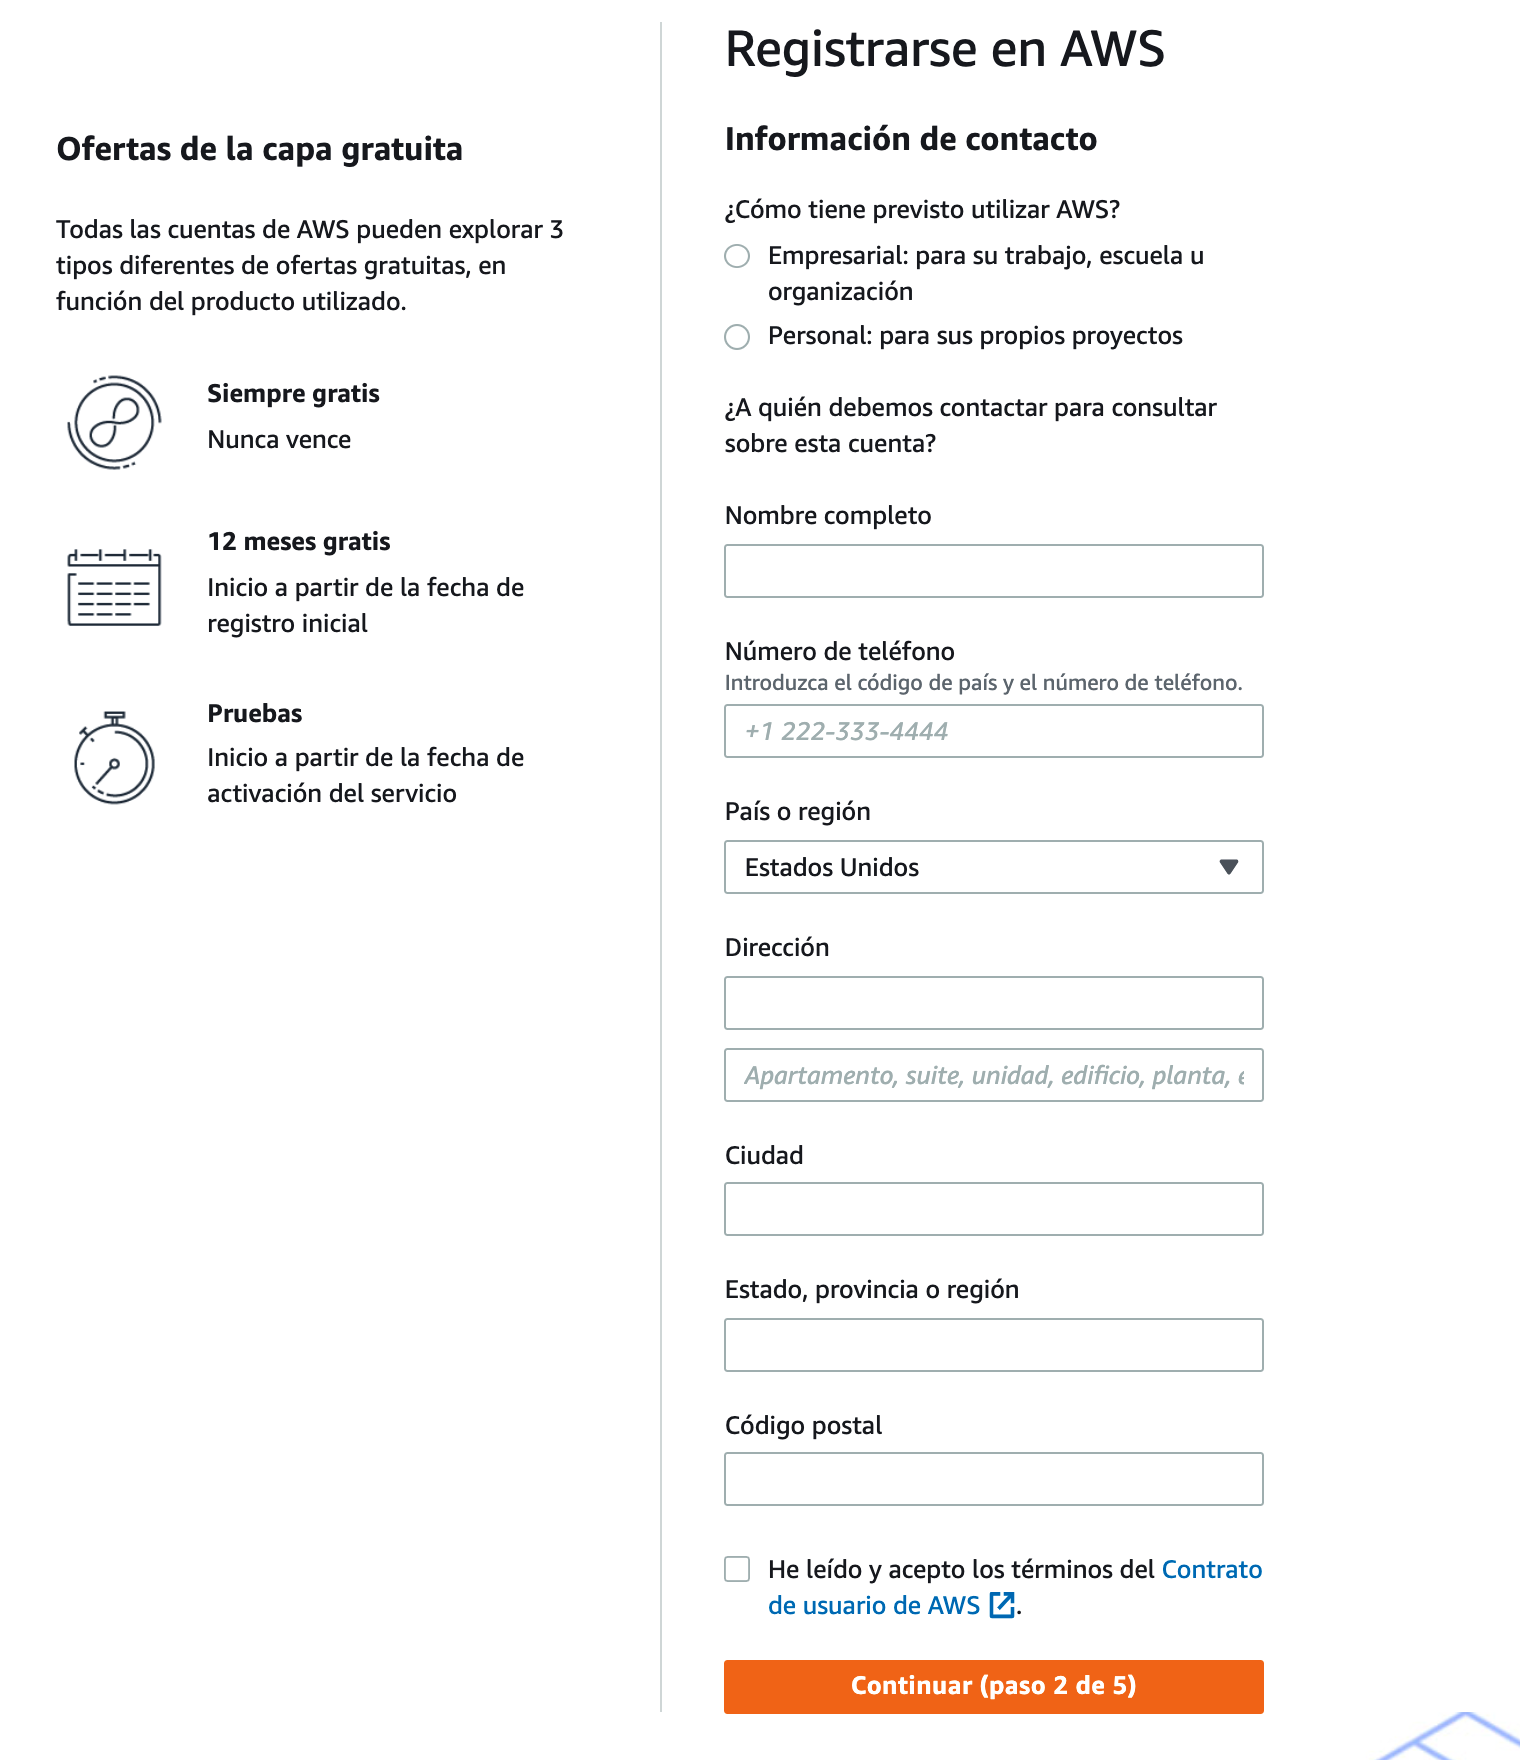 Ofertas de la capa gratuita
Todas las cuentas de AWS pueden explorar 3
tipos diferentes de ofertas gratuitas, en
función del producto utilizado.
Siempre gratis
Nunca vence
12 meses gratis
Inicio a partir de la fecha de
registro inicial
Pruebas
Inicio a partir de la fecha de
activación del servicio
Registrarse en AWS
Información de contacto
¿Cómo tiene previsto utilizar AWS?
Empresarial: para su trabajo, escuela u
organización
Personal: para sus propios proyectos
¿A quién debemos contactar para consultar
sobre esta cuenta?
Nombre completo
Número de teléfono
Introduzca el código de país y el número de teléfono.
+1 222-333-4444
País o región
Estados Unidos
Dirección
Apartamento, suite, unidad, edificio, planta,
Ciudad
Estado, provincia o región
Código postal
He leído y acepto los términos del Contrato
de usuario de AWS.
Continuar (paso 2 de 5)